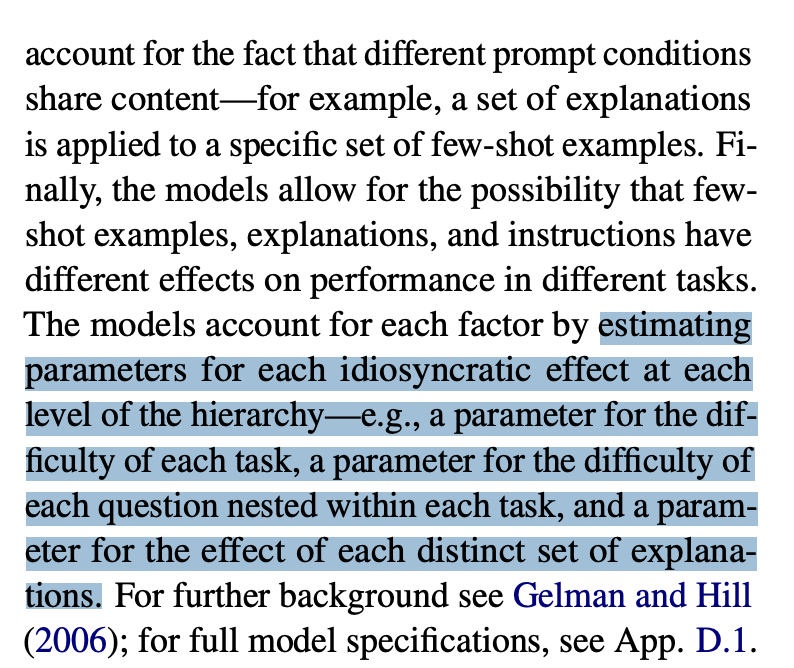 account for the fact that different prompt conditions
share content—for example, a set of explanations
is applied to a specific set of few-shot examples. Fi-
nally, the models allow for the possibility that few-
shot examples, explanations, and instructions have
different effects on performance in different tasks.
The models account for each factor by estimating
parameters for each idiosyncratic effect at each
level of the hierarchy—e.g., a parameter for the dif-
ficulty of each task, a parameter for the difficulty of
each question nested within each task, and a param-
eter for the effect of each distinct set of explana-
tions. For further background see Gelman and Hill
(2006); for full model specifications, see App. D.1.